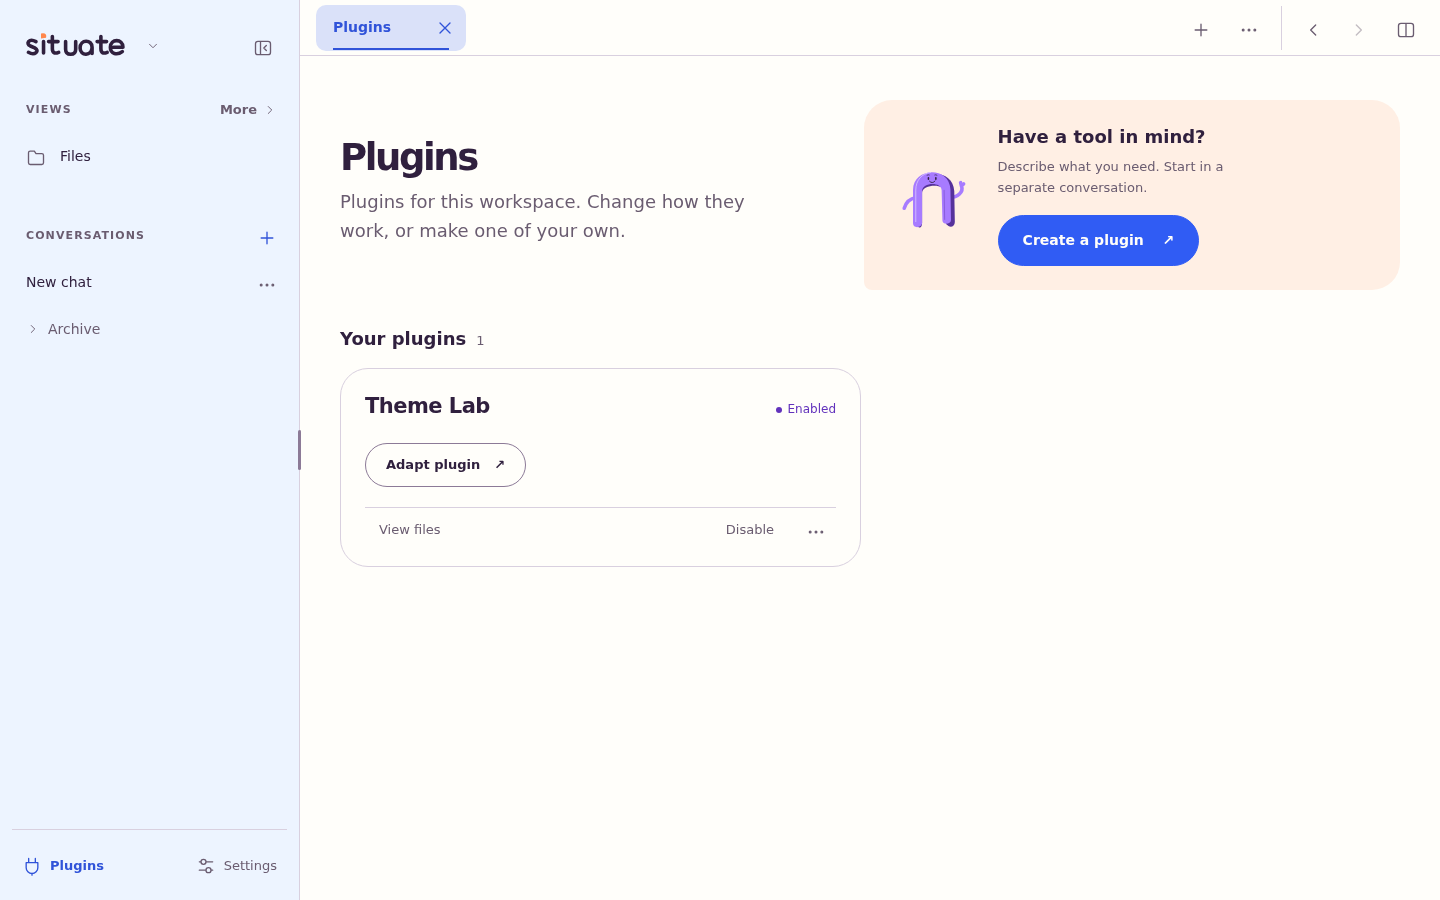 situate
VIEWS
More
Files
CONVERSATIONS
New chat
Archive
Plugins
Settings
Plugins
Plugins
Plugins for this workspace. Change how they
work, or make one of your own.
Have a tool in mind?
Describe what you need. Start in a
separate conversation.
Create a plugin ↗
Your plugins 1
Theme Lab
Enabled
Adapt plugin ↗
View files
Disable